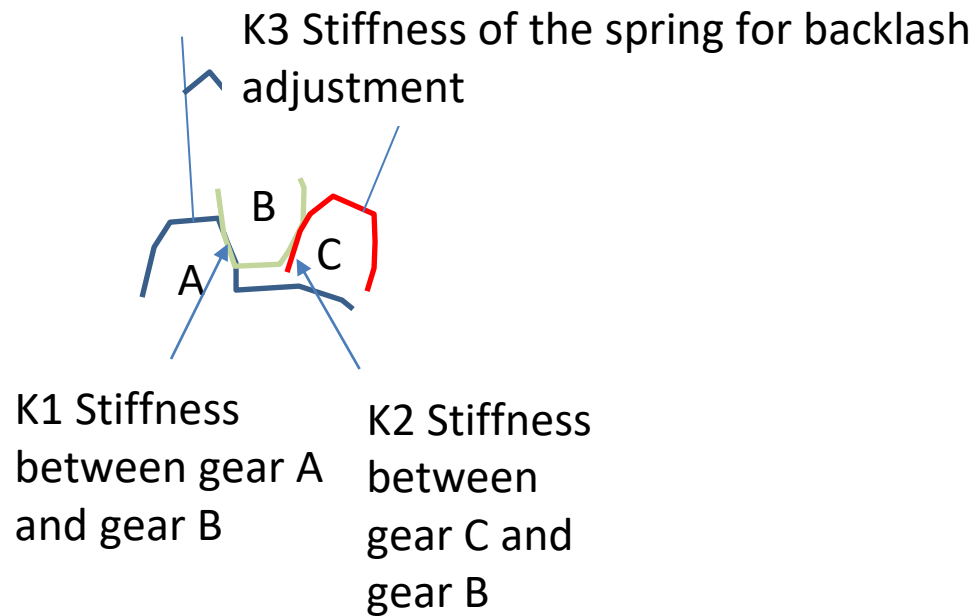 K3 Stiffness of the spring for backlash
adjustment
B
C
A
K1 Stiffness
between gear A
and gear B
K2 Stiffness
between
gear C and
gear B